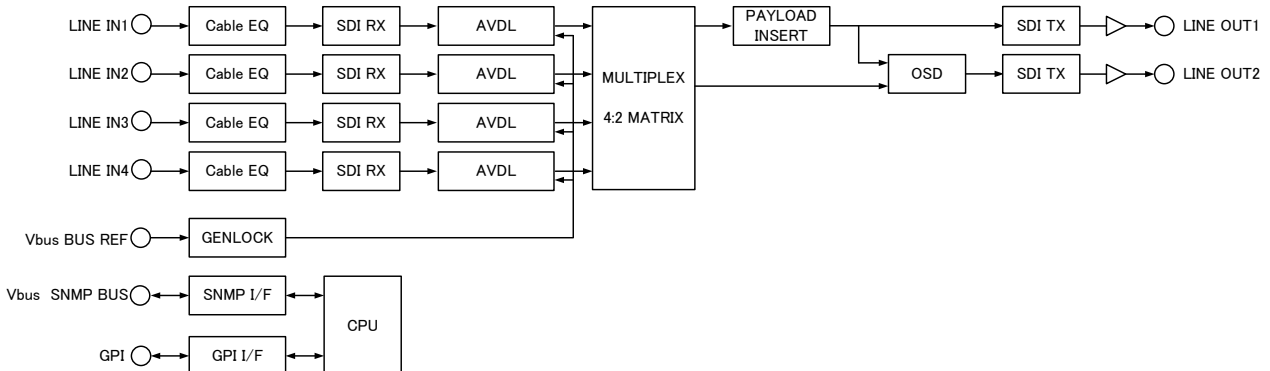 LINE IN1 Cable EQ SDI RX AVDL PAYLOAD INSERT SDI TX LINE OUT1
LINE IN2 Cable EQ SDI RX AVDL MULTIPLEX 4:2 MATRIX OSD SDI TX LINE OUT2
LINE IN3 Cable EQ SDI RX AVDL
LINE IN4 Cable EQ SDI RX AVDL
Vbus BUS REF GENLOCK
Vbus SNMP BUS SNMP I/F CPU
GPI GPI I/F